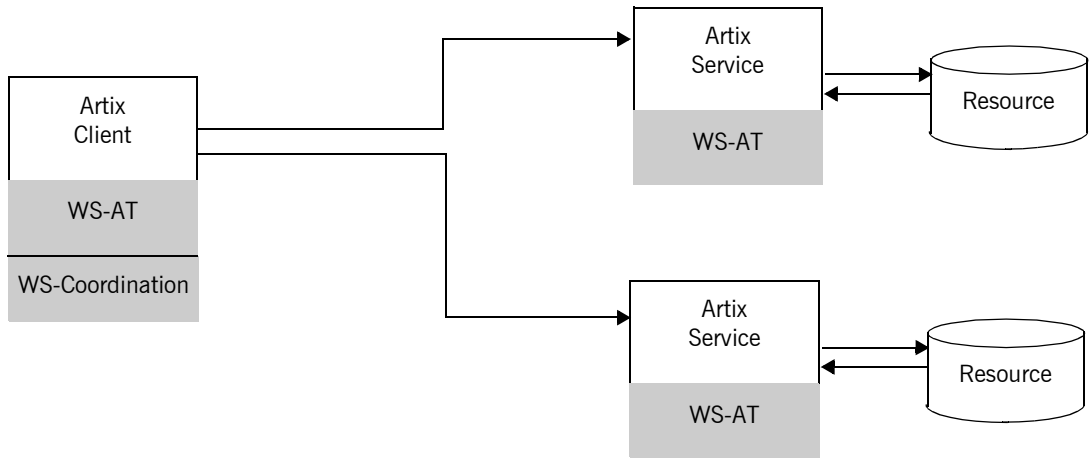 Artix
Client
WS-AT
WS-Coordination
Artix
Service
WS-AT
Resource
Artix
Service
WS-AT
Resource